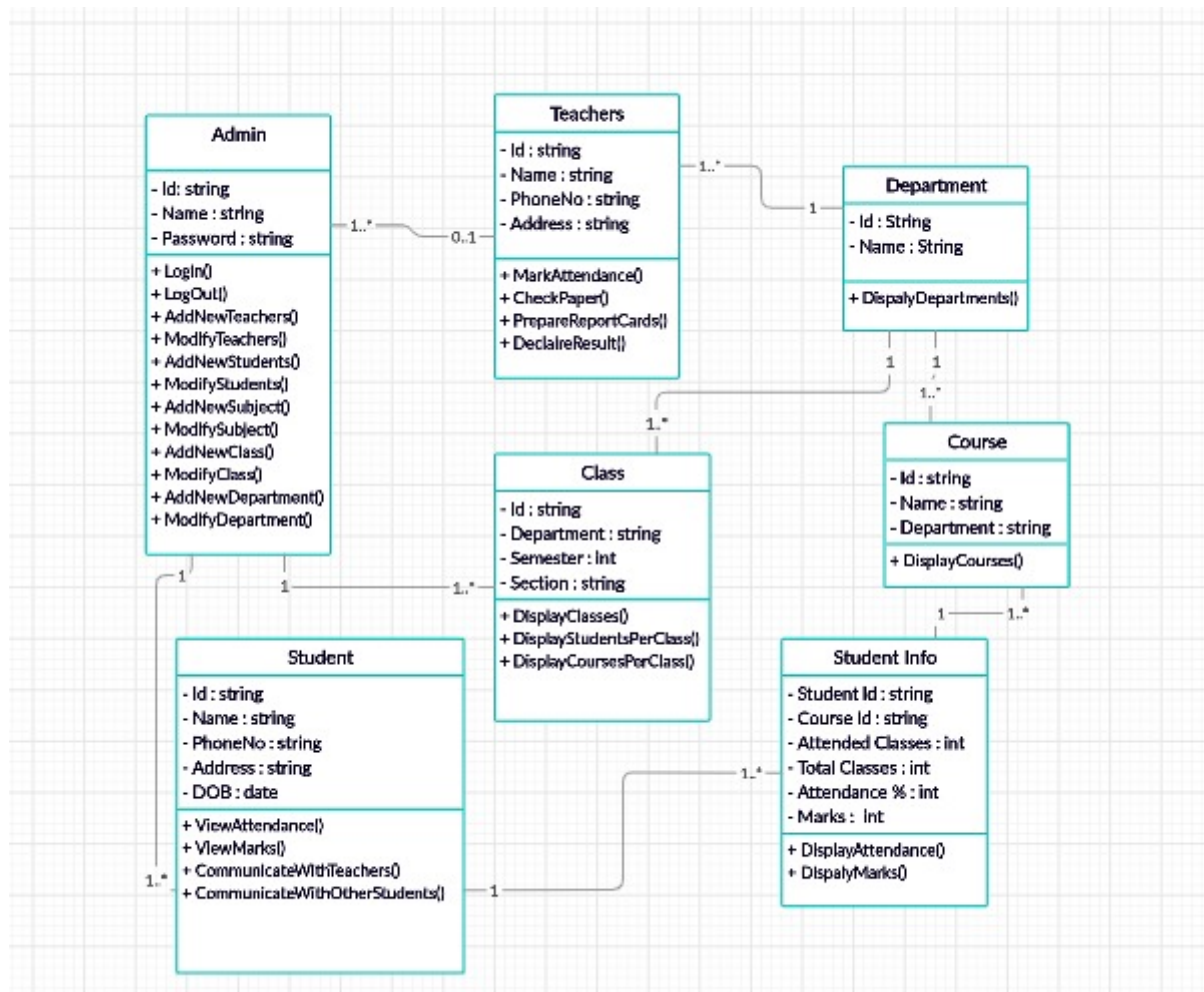 Admin
- Id: string
- Name : string
- Password : string
+ LogIn()
+ LogOut()
+ AddNewTeachers()
+ ModifyTeachers()
+ AddNewStudents()
+ ModifyStudents()
+ AddNewSubject()
+ ModifySubject()
+ AddNewClass()
+ ModifyClass()
+ AddNewDepartment()
+ ModifyDepartment()
1..*
0..1
Teachers
- Id : string
- Name : string
- PhoneNo : string
- Address : string
+ MarkAttendance()
+ CheckPaper()
+ PrepareReportCards()
+ DeclaireResult()
1..*
1
Department
- Id : String
- Name : String
+ DispalyDepartments()
1
1
1..*
1..*
Course
- Id : string
- Name : string
- Department : string
+ DisplayCourses()
Class
- Id : string
- Department : string
- Semester : int
- Section : string
+ DisplayClasses()
+ DisplayStudentsPerClass()
+ DisplayCoursesPerClass()
1
1
1..*
1
1..*
Student
- Id : string
- Name : string
- PhoneNo : string
- Address : string
- DOB : date
+ ViewAttendance()
+ ViewMarks()
+ CommunicateWithTeachers()
+ CommunicateWithOtherStudents()
1..*
1
1..*
Student Info
- Student Id : string
- Course Id : string
- Attended Classes : int
- Total Classes : int
- Attendance % : int
- Marks : int
+ DisplayAttendance()
+ DispalyMarks()